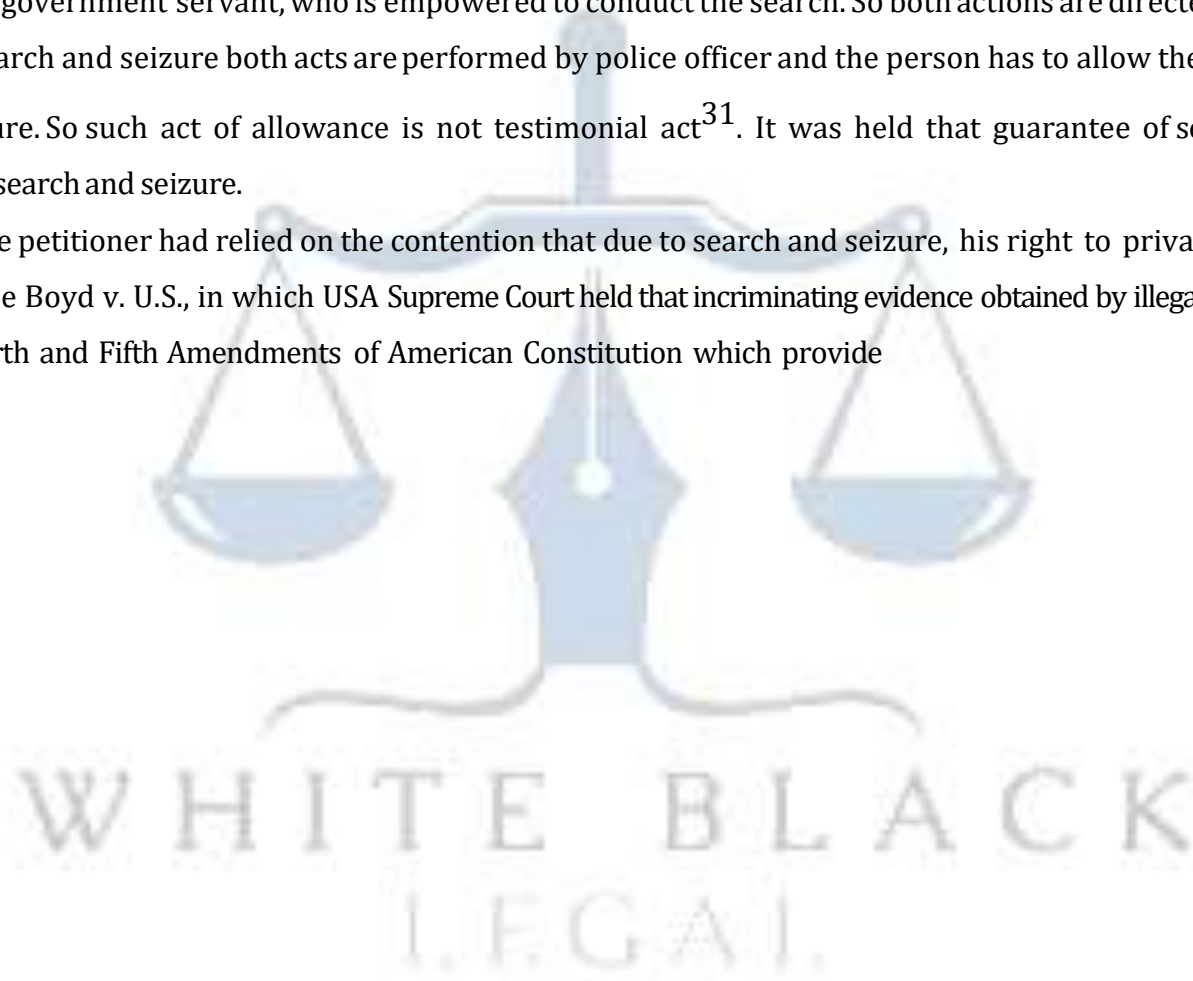 government servant, who is empowered to conduct the search. So both actions are directe
arch and seizure both acts are performed by police officer and the person has to allow the
ure. So such act of allowance is not testimonial act31. It was held that guarantee of se
search and seizure.
e petitioner had relied on the contention that due to search and seizure, his right to priva
e Boyd v. U.S., in which USA Supreme Court held that incriminating evidence obtained by illega
rth and Fifth Amendments of American Constitution which provide
WHITE BLACK
LEGAL